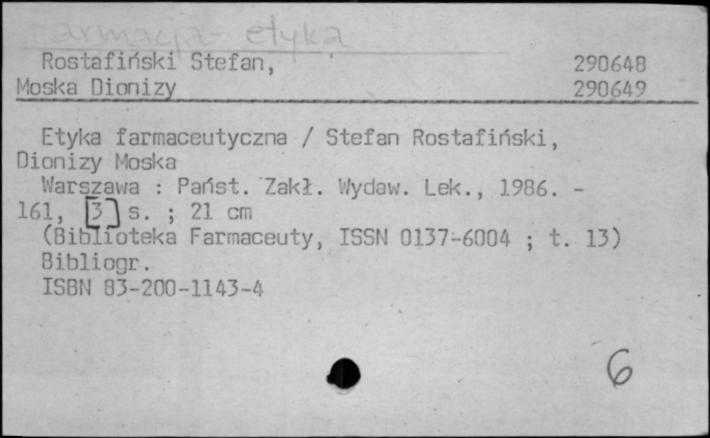 Farmacja - etyka
Rostafiński Stefan, 290648
Moska Dionizy 290649
Etyka farmaceutyczna / Stefan Rostafiński,
Dionizy Moska
Warszawa : Państ. Zakł. Wydaw. Lek., 1986. -
161, [3] s. ; 21 cm
(Biblioteka Farmaceuty, ISSN 0137-6004 ; t. 13)
Bibliogr.
ISBN 83-200-1143-4
6